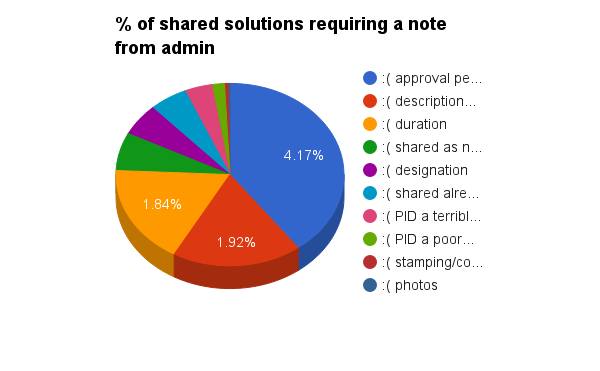 % of shared solutions requiring a note
from admin
:( approval pe...
:( description...
:( duration
:( shared as n...
:( designation
:( shared alre...
:( PID a terribl...
:( PID a poor...
:( stamping/co...
:( photos
4.17%
1.92%
1.84%